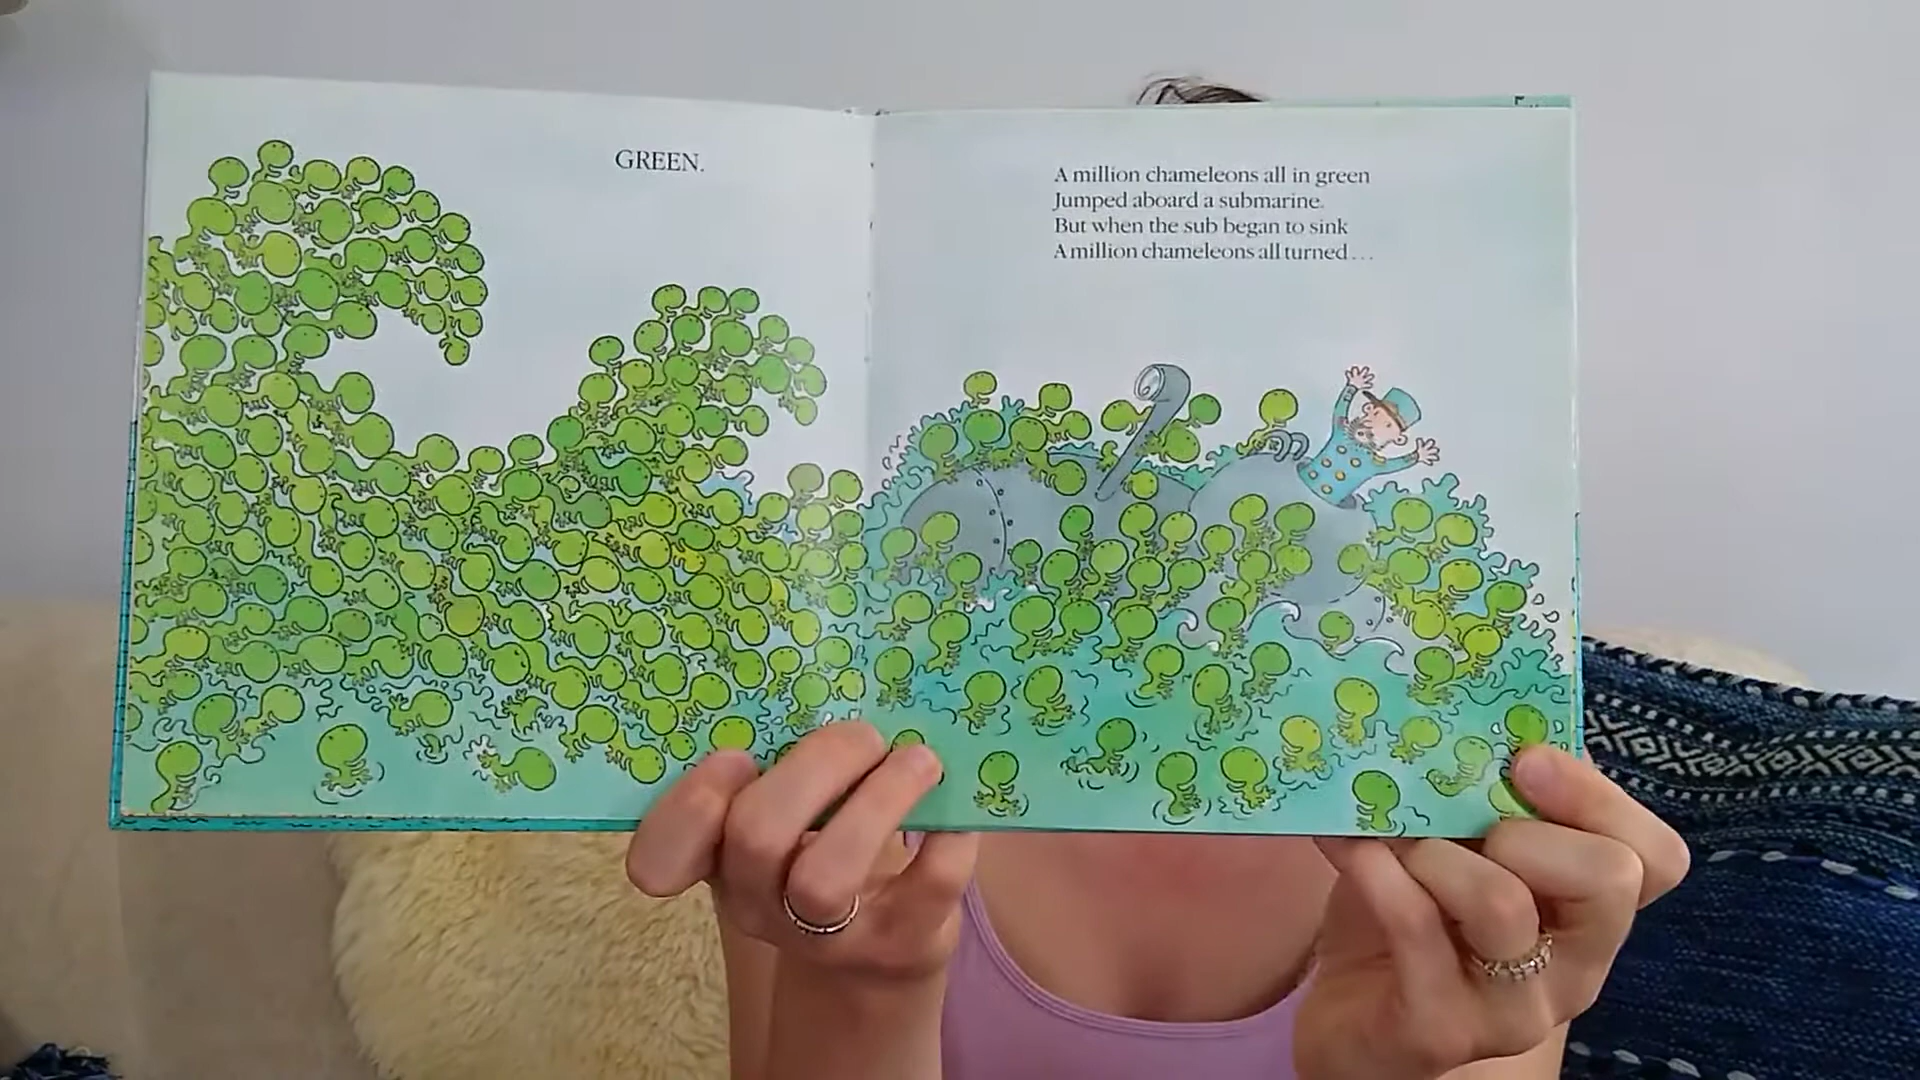 GREEN.
A million chameleons all in green
Jumped aboard a submarine.
But when the sub began to sink
A million chameleons all turned . . .